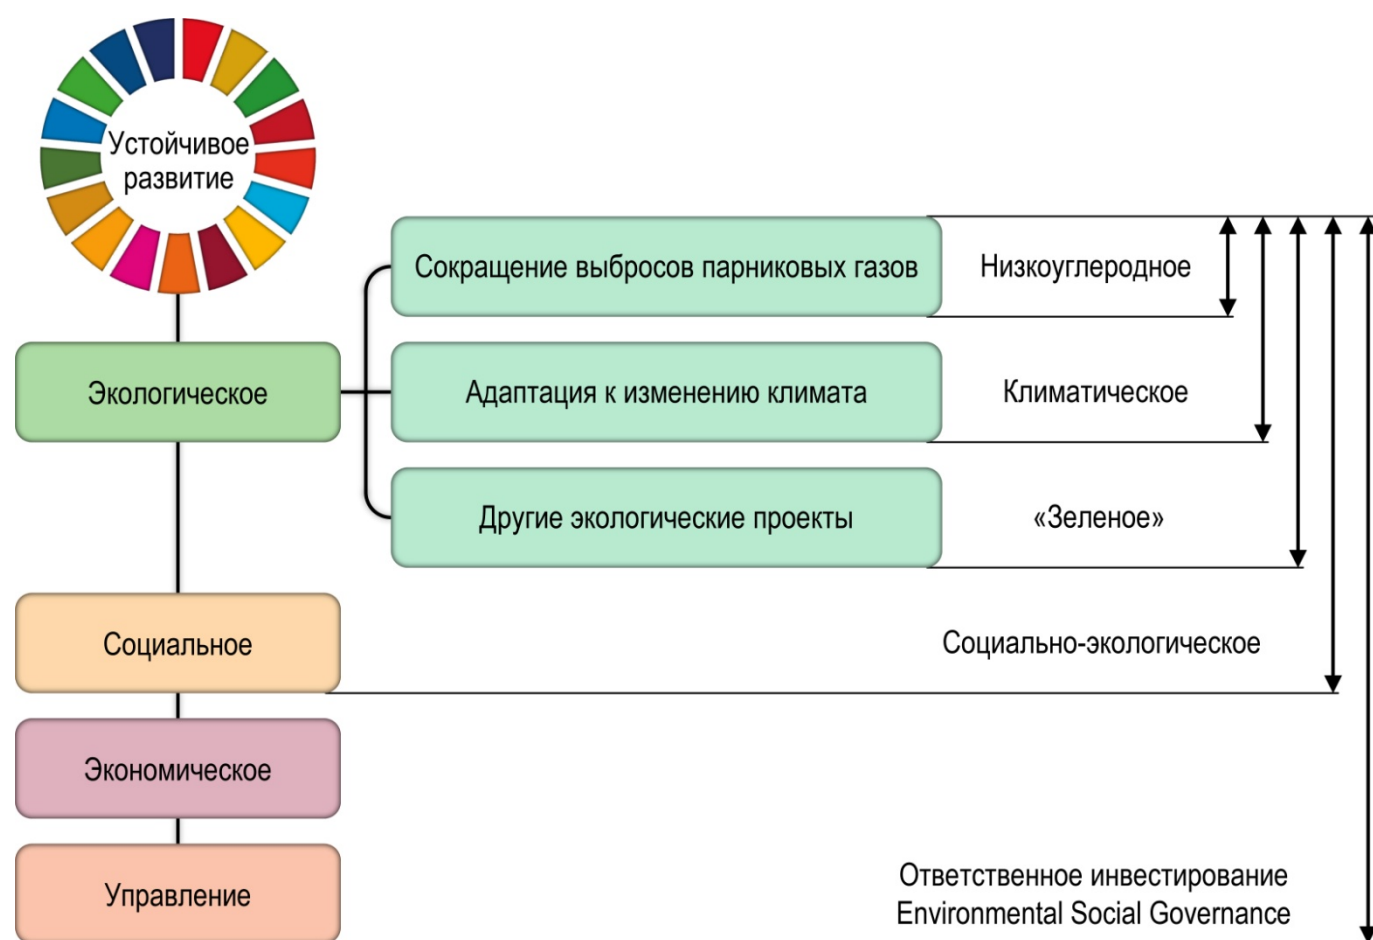 Устойчивое
развитие
Сокращение выбросов парниковых газов
Низкоуглеродное
Экологическое
Адаптация к изменению климата
Климатическое
Другие экологические проекты
«Зеленое»
Социальное
Социально-экологическое
Экономическое
Управление
Ответственное инвестирование
Environmental Social Governance